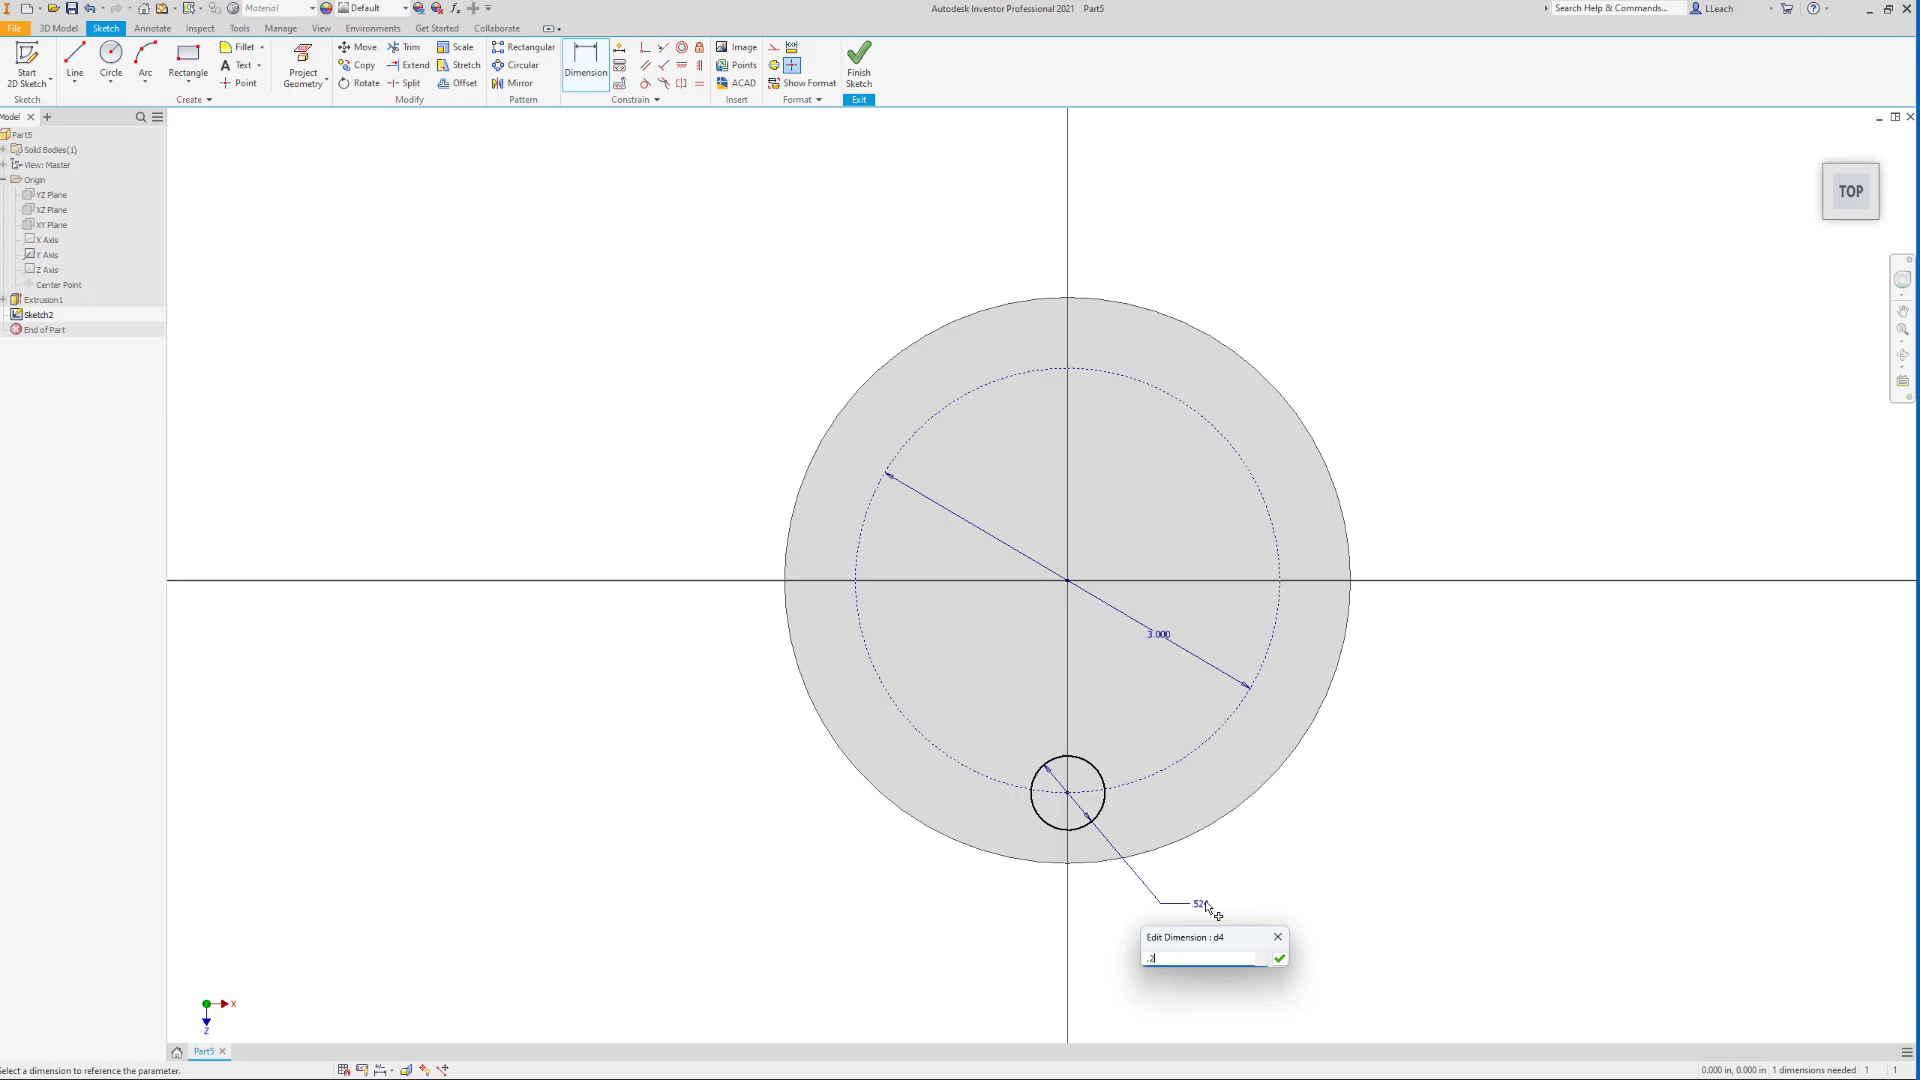 Material
Default
Autodesk Inventor Professional 2021 Part5
Search Help & Commands...
LLeach
File 3D Model Sketch Annotate Inspect Tools Manage View Environments Get Started Collaborate
Start
2D Sketch
Line
Circle
Arc
Rectangle
Fillet
Text
Point
Project
Geometry
Move
Copy
Rotate
Trim
Extend
Split
Scale
Stretch
Offset
Rectangular
Circular
Mirror
Dimension
Image
Points
ACAD
Show Format
Finish
Sketch
Sketch Create Modify Pattern Constrain Insert Format Exit
Model
Part5
Solid Bodies(1)
View: Master
Origin
YZ Plane
XZ Plane
XY Plane
X Axis
Y Axis
Z Axis
Center Point
Extrusion1
Sketch2
End of Part
TOP
3.000
Edit Dimension : d4
.2
X
Z
Part5
Select a dimension to reference the parameter.
0.000 in, 0.000 in 1 dimensions needed 1 1